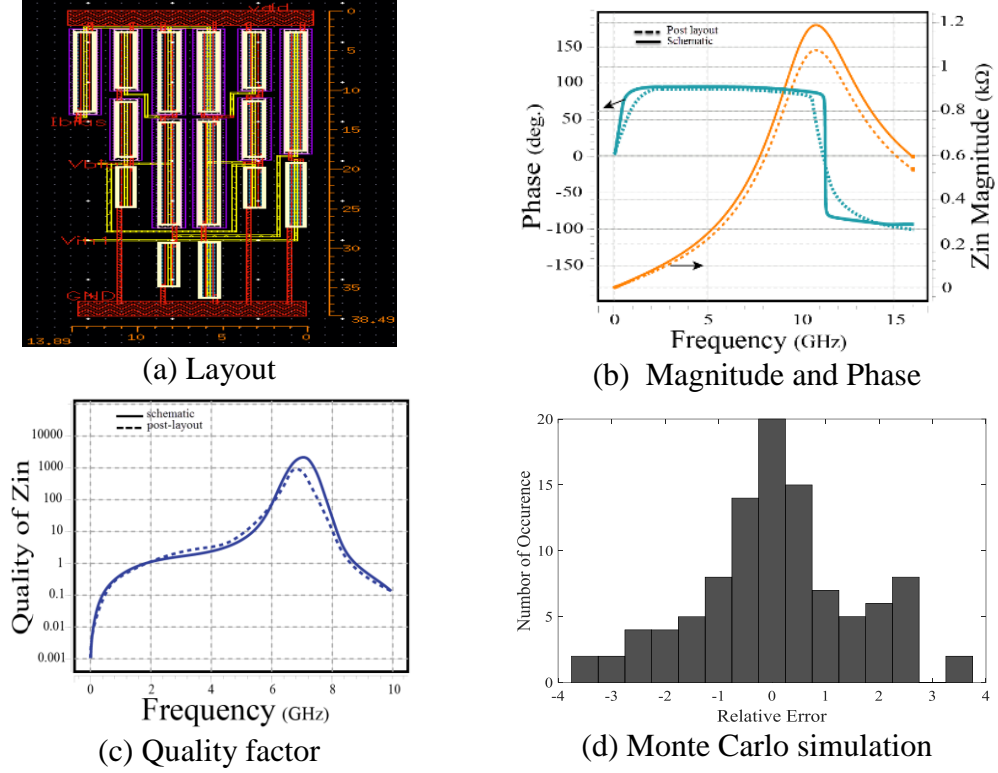 vdd
0
5
10
15
20
25
30
35
38.49
Ibias
Vb1
Vin1
GND
13.89 10 5 0
(a) Layout
Post layout
Schematic
150
100
50
0
-50
-100
-150
Phase (deg.)
1.2
1
0.8
0.6
0.4
0.2
0
Zin Magnitude (kΩ)
0 5 10 15
Frequency (GHz)
(b) Magnitude and Phase
schematic
post-layout
10000
1000
100
10
1
0.1
0.01
0.001
Quality of Zin
0 2 4 6 8 10
Frequency (GHz)
(c) Quality factor
20
15
10
5
0
Numbor of Occurence
-4 -3 -2 -1 0 1 2 3 4
Relative Error
(d) Monte Carlo simulation